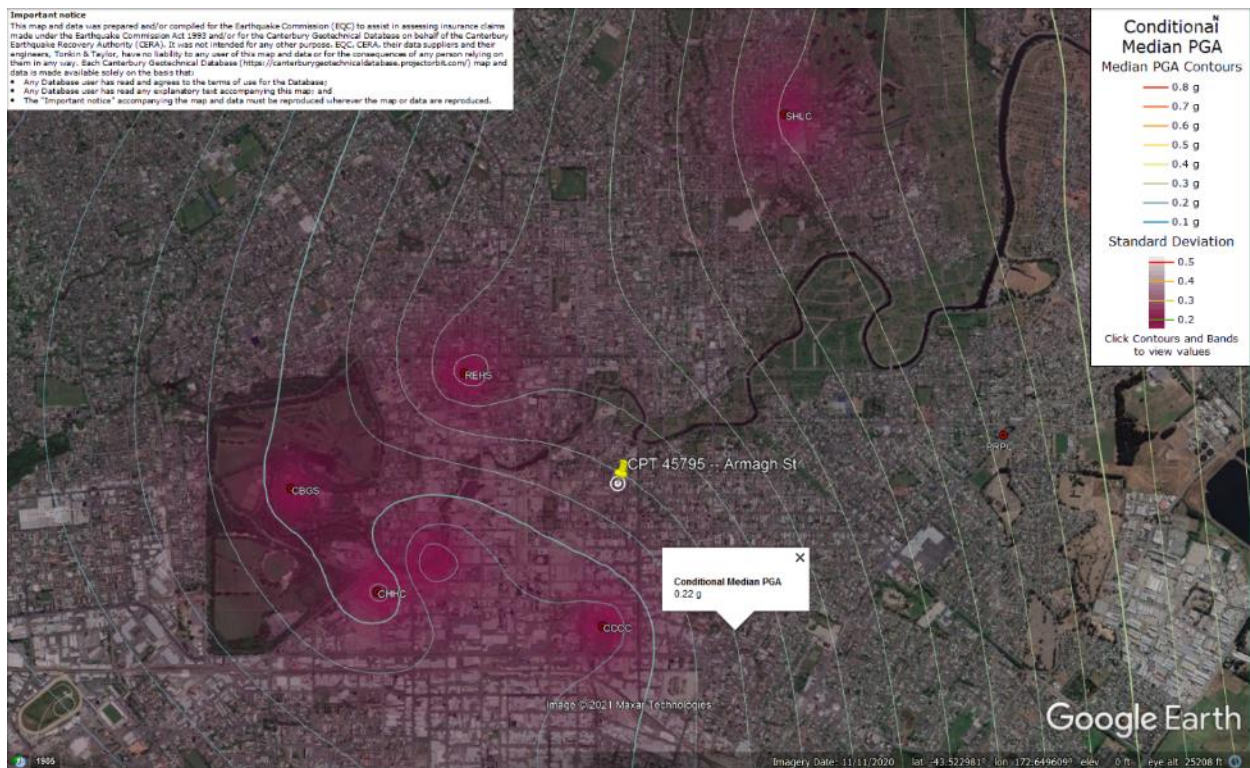 Important notice
This map and data was prepared and/or compiled for the Earthquake Commission (EQC) to assist in assessing insurance claims
made under the Earthquake Commission Act 1993 and/or for the Canterbury Geotechnical Database on behalf of the Canterbury
Earthquake Recovery Authority (CERA). It was not intended for any other purpose. EQC, CERA, their data suppliers and their
engineers, Tonkin & Taylor, have no liability to any user of this map and data or for the consequences of any person relying on
them in any way. Each Canterbury Geotechnical Database (https://canterburygeotechnicaldatabase.projectorbit.com/) map and
data is made available solely on the basis that:
• Any Database user has read and agrees to the terms of use for the Database;
• Any Database user has read any explanatory text accompanying this map; and
• The "Important notice" accompanying the map and data must be reproduced wherever the map or data are reproduced.
N
Conditional
Median PGA
Median PGA Contours
0.8 g
0.7 g
0.6 g
0.5 g
0.4 g
0.3 g
0.2 g
0.1 g
Standard Deviation
0.5
0.4
0.3
0.2
Click Contours and Bands
to view values
SHLC
REHS
PRPC
CPT 45795 -- Armagh St
CBGS
CHHC
CCCC
Conditional Median PGA
0.22 g
Image © 2021 Maxar Technologies
Google Earth
1985
Imagery Date: 11/11/2020 lat -43.522981° lon 172.649609° elev 0 ft eye alt 25208 ft